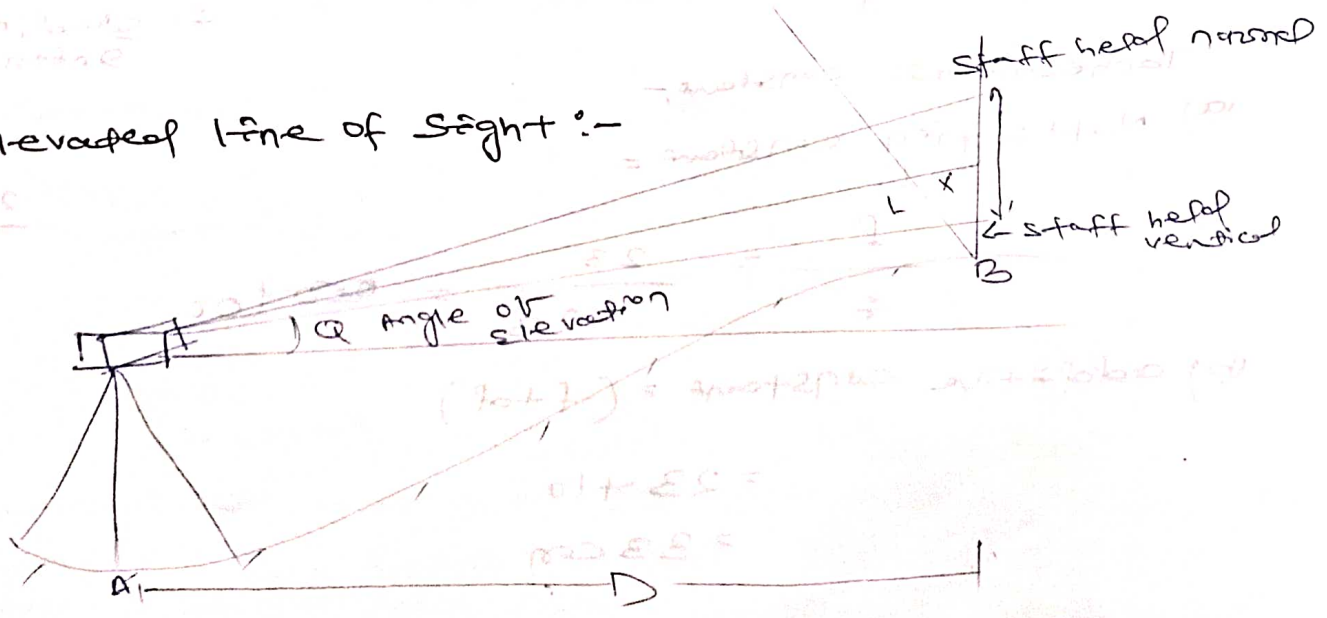 levated line of Sight :-
staff held normal
X
L
staff held
vertical
B
Q Angle of
elevation
A
D